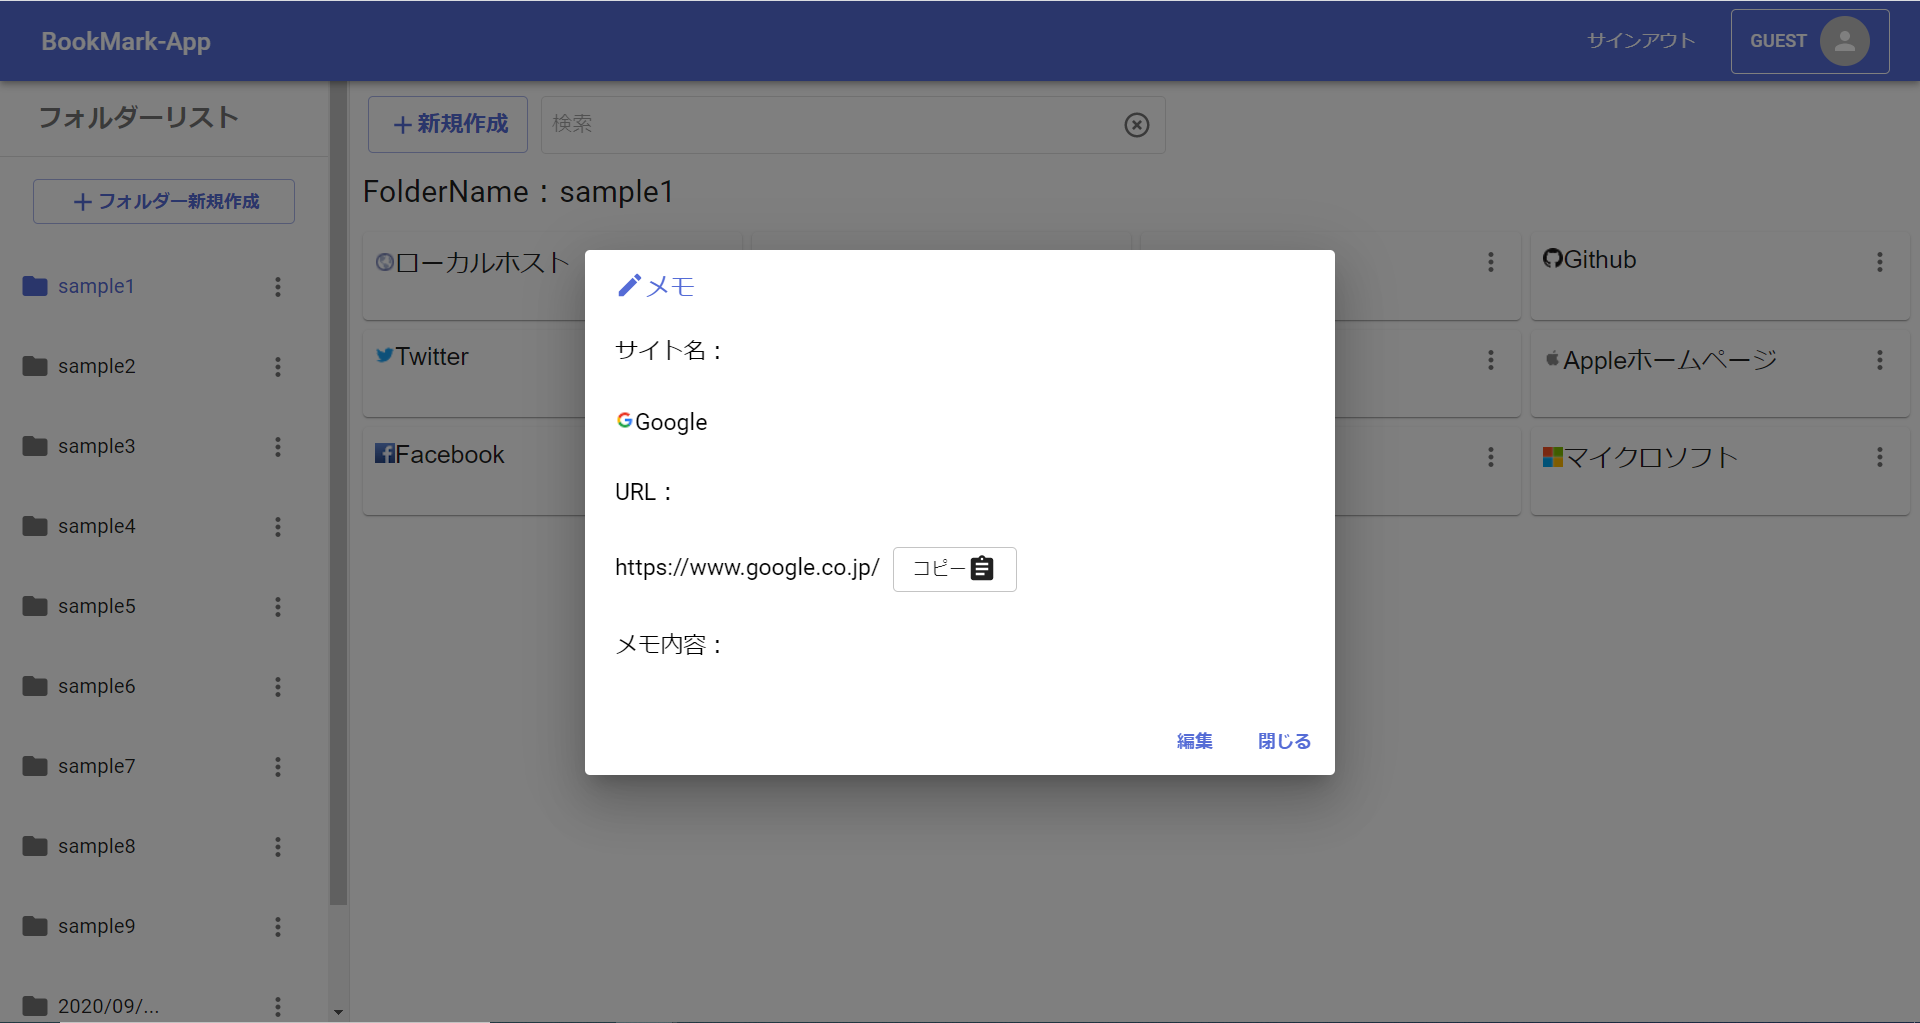 BookMark-App
サインアウト
GUEST
フォルダーリスト
新規作成
検索
フォルダー新規作成
FolderName：sample1
sample1
sample2
sample3
sample4
sample5
sample6
sample7
sample8
sample9
2020/09/...
ローカルホスト
Github
Twitter
Appleホームページ
Facebook
マイクロソフト
メモ
サイト名：
Google
URL：
https://www.google.co.jp/
コピー
メモ内容：
編集
閉じる